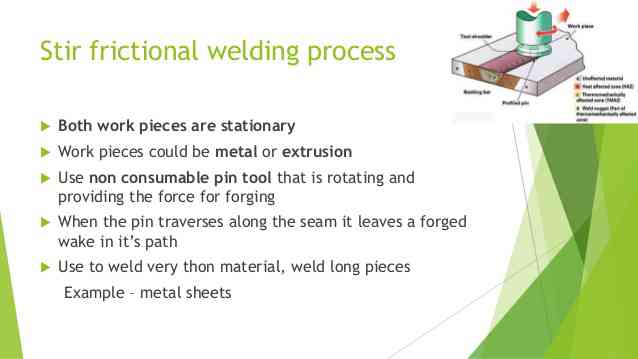 Stir frictional welding process
Both work pieces are stationary
Work pieces could be metal or extrusion
Use non consumable pin tool that is rotating and
providing the force for forging
When the pin traverses along the seam it leaves a forged
wake in it's path
Use to weld very thon material, weld long pieces
Example – metal sheets
Work piece
Tool shoulder
Backing bar
Profiled pin
Unaffected material
Heat affected zone (HAZ)
Thermomechanically
affected zone (TMAZ)
Weld nugget (Part of
thermomechanically affected
zone)